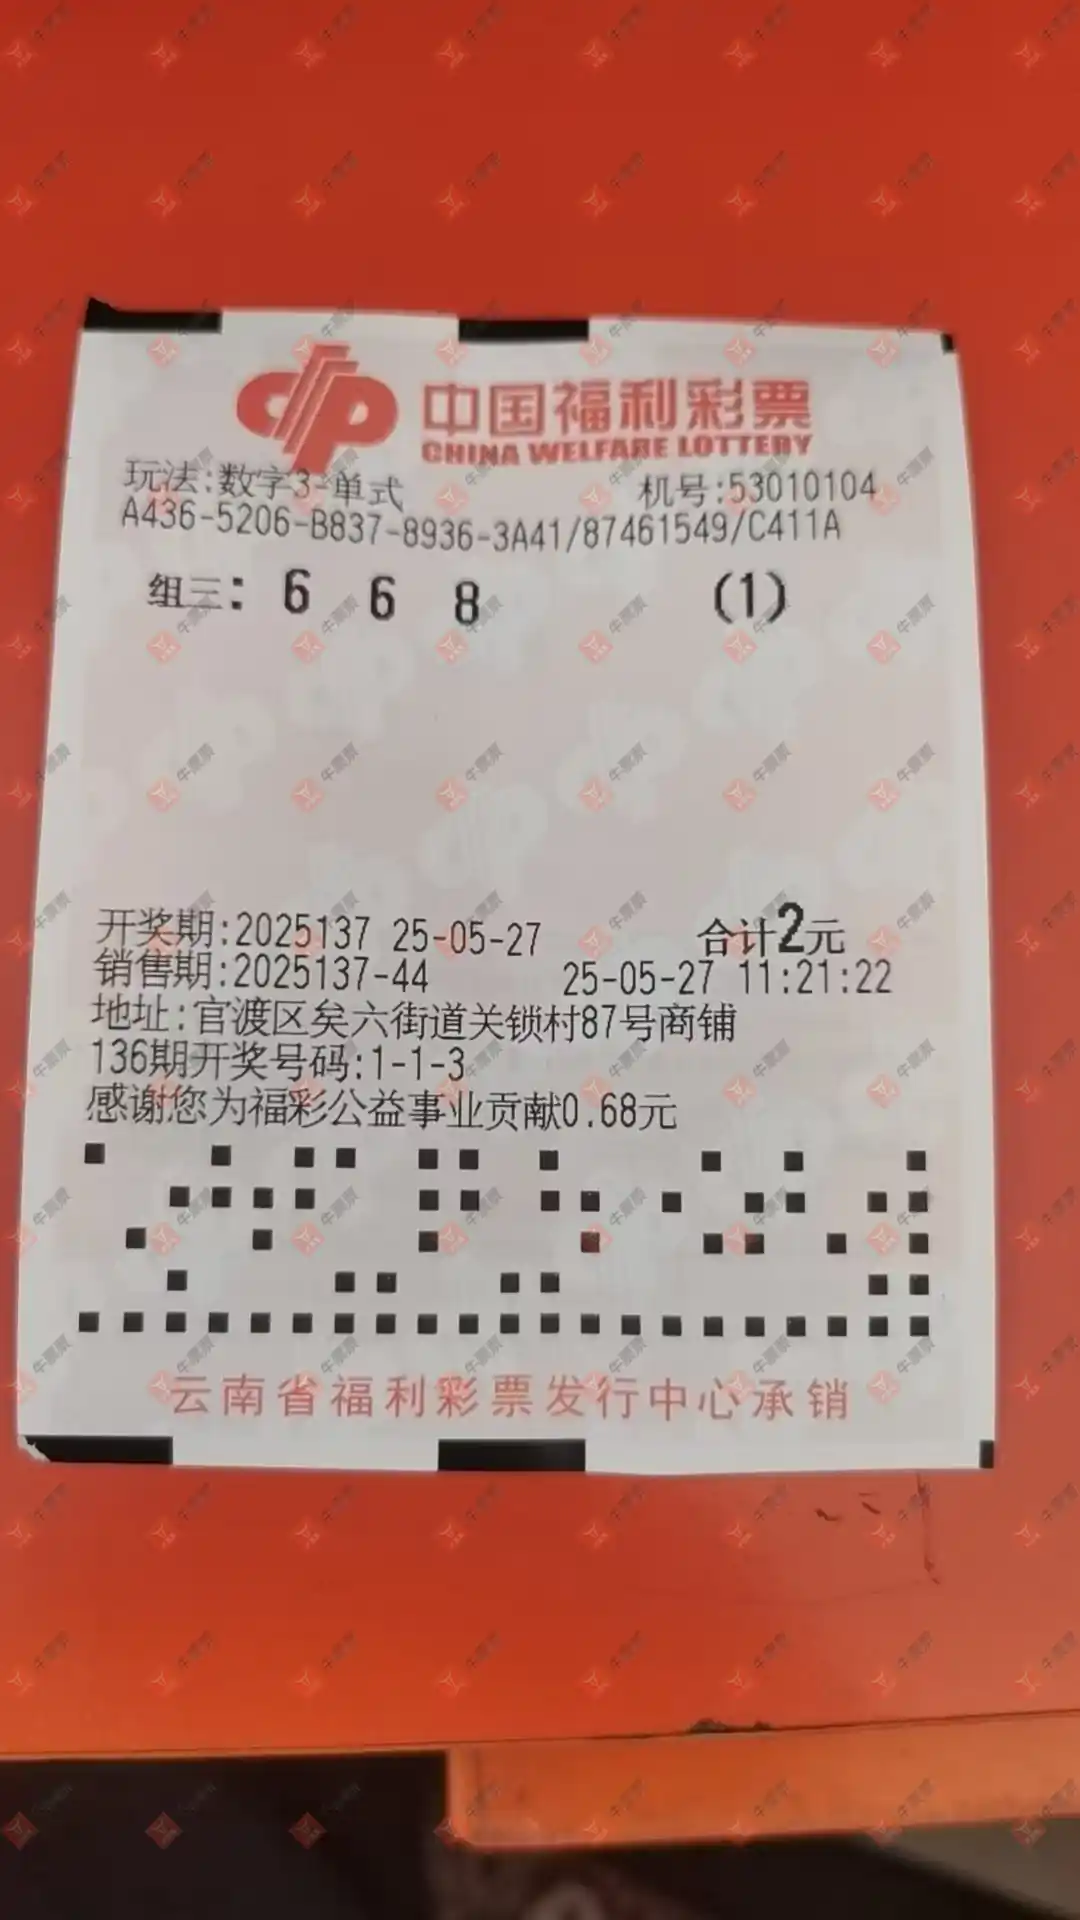 中国福利彩票
CHINA WELFARE LOTTERY
玩法:数字3-单式 机号:53010104
A436-5206-B837-8936-3A41/87461549/C411A
组三: 6 6 8 (1)
开奖期:2025137 25-05-27 合计2元
销售期:2025137-44 25-05-27 11:21:22
地址:官渡区矣六街道关锁村87号商铺
136期开奖号码:1-1-3
感谢您为福彩公益事业贡献0.68元
云南省福利彩票发行中心承销